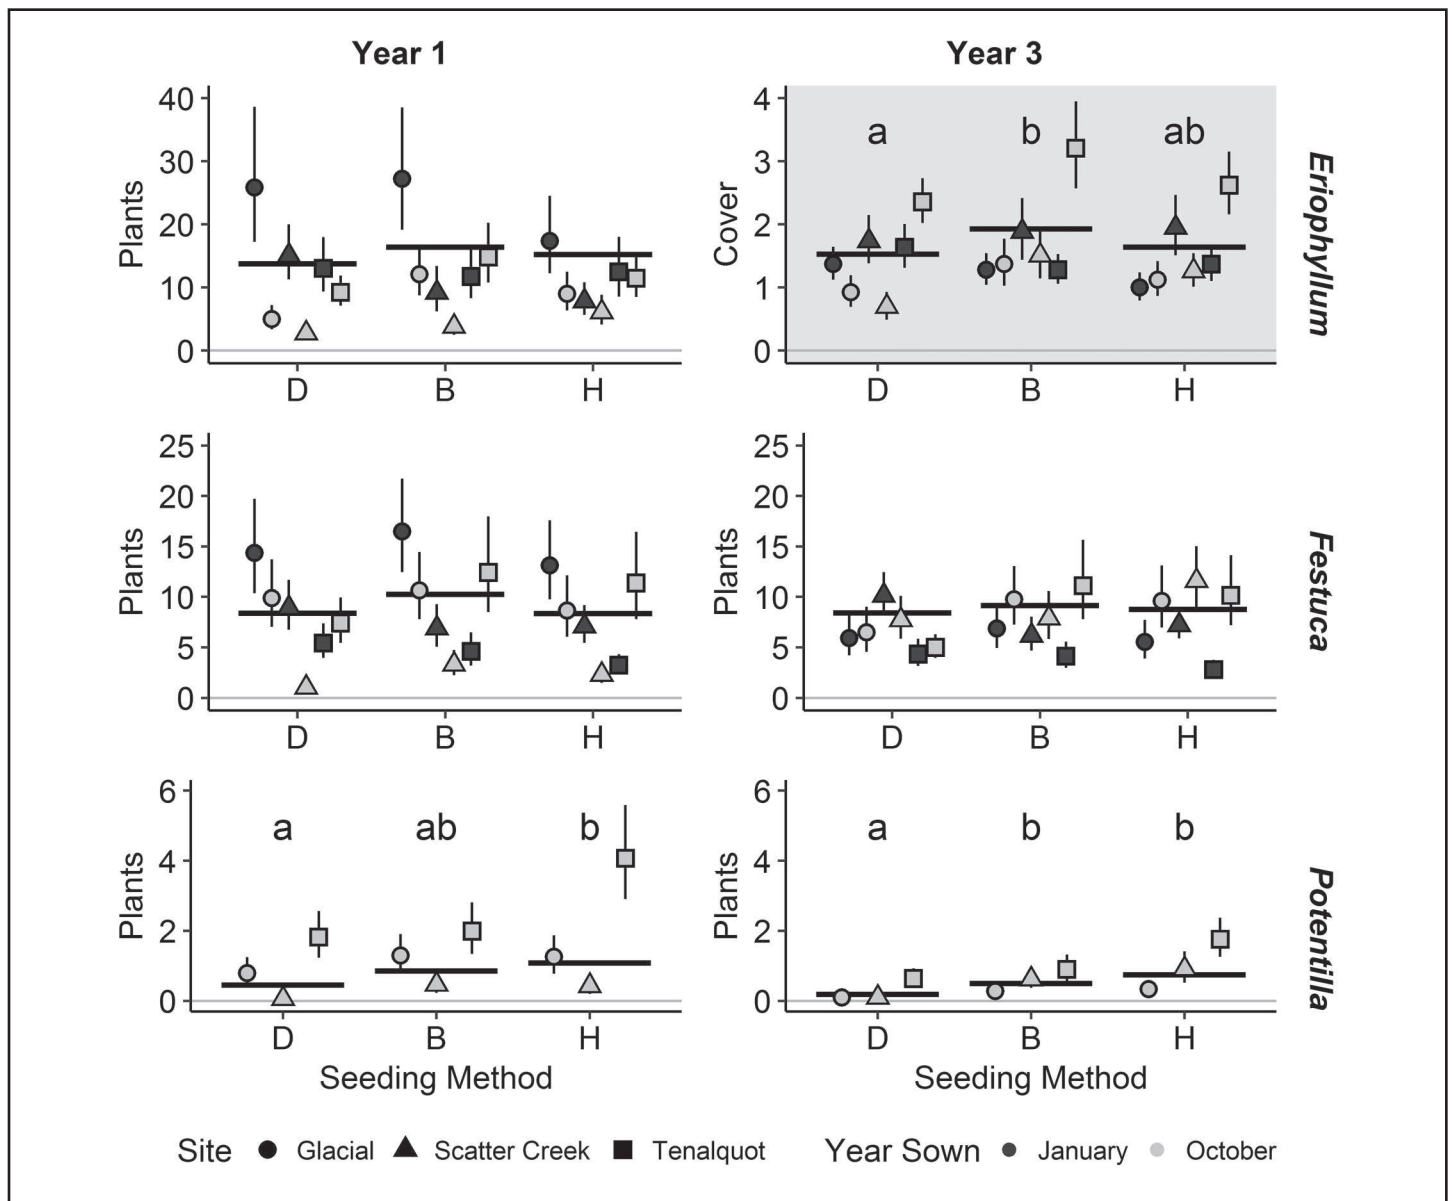 Year 1
Year 3
40
30
20
10
0
Plants
D B H
4
3
2
1
0
Cover
a b ab
D B H
Eriophyllum
25
20
15
10
5
0
Plants
D B H
25
20
15
10
5
0
Plants
D B H
Festuca
6
4
2
0
Plants
a ab b
D B H
Seeding Method
6
4
2
0
Plants
a b b
D B H
Seeding Method
Potentilla
Site Glacial Scatter Creek Tenalquot Year Sown January October